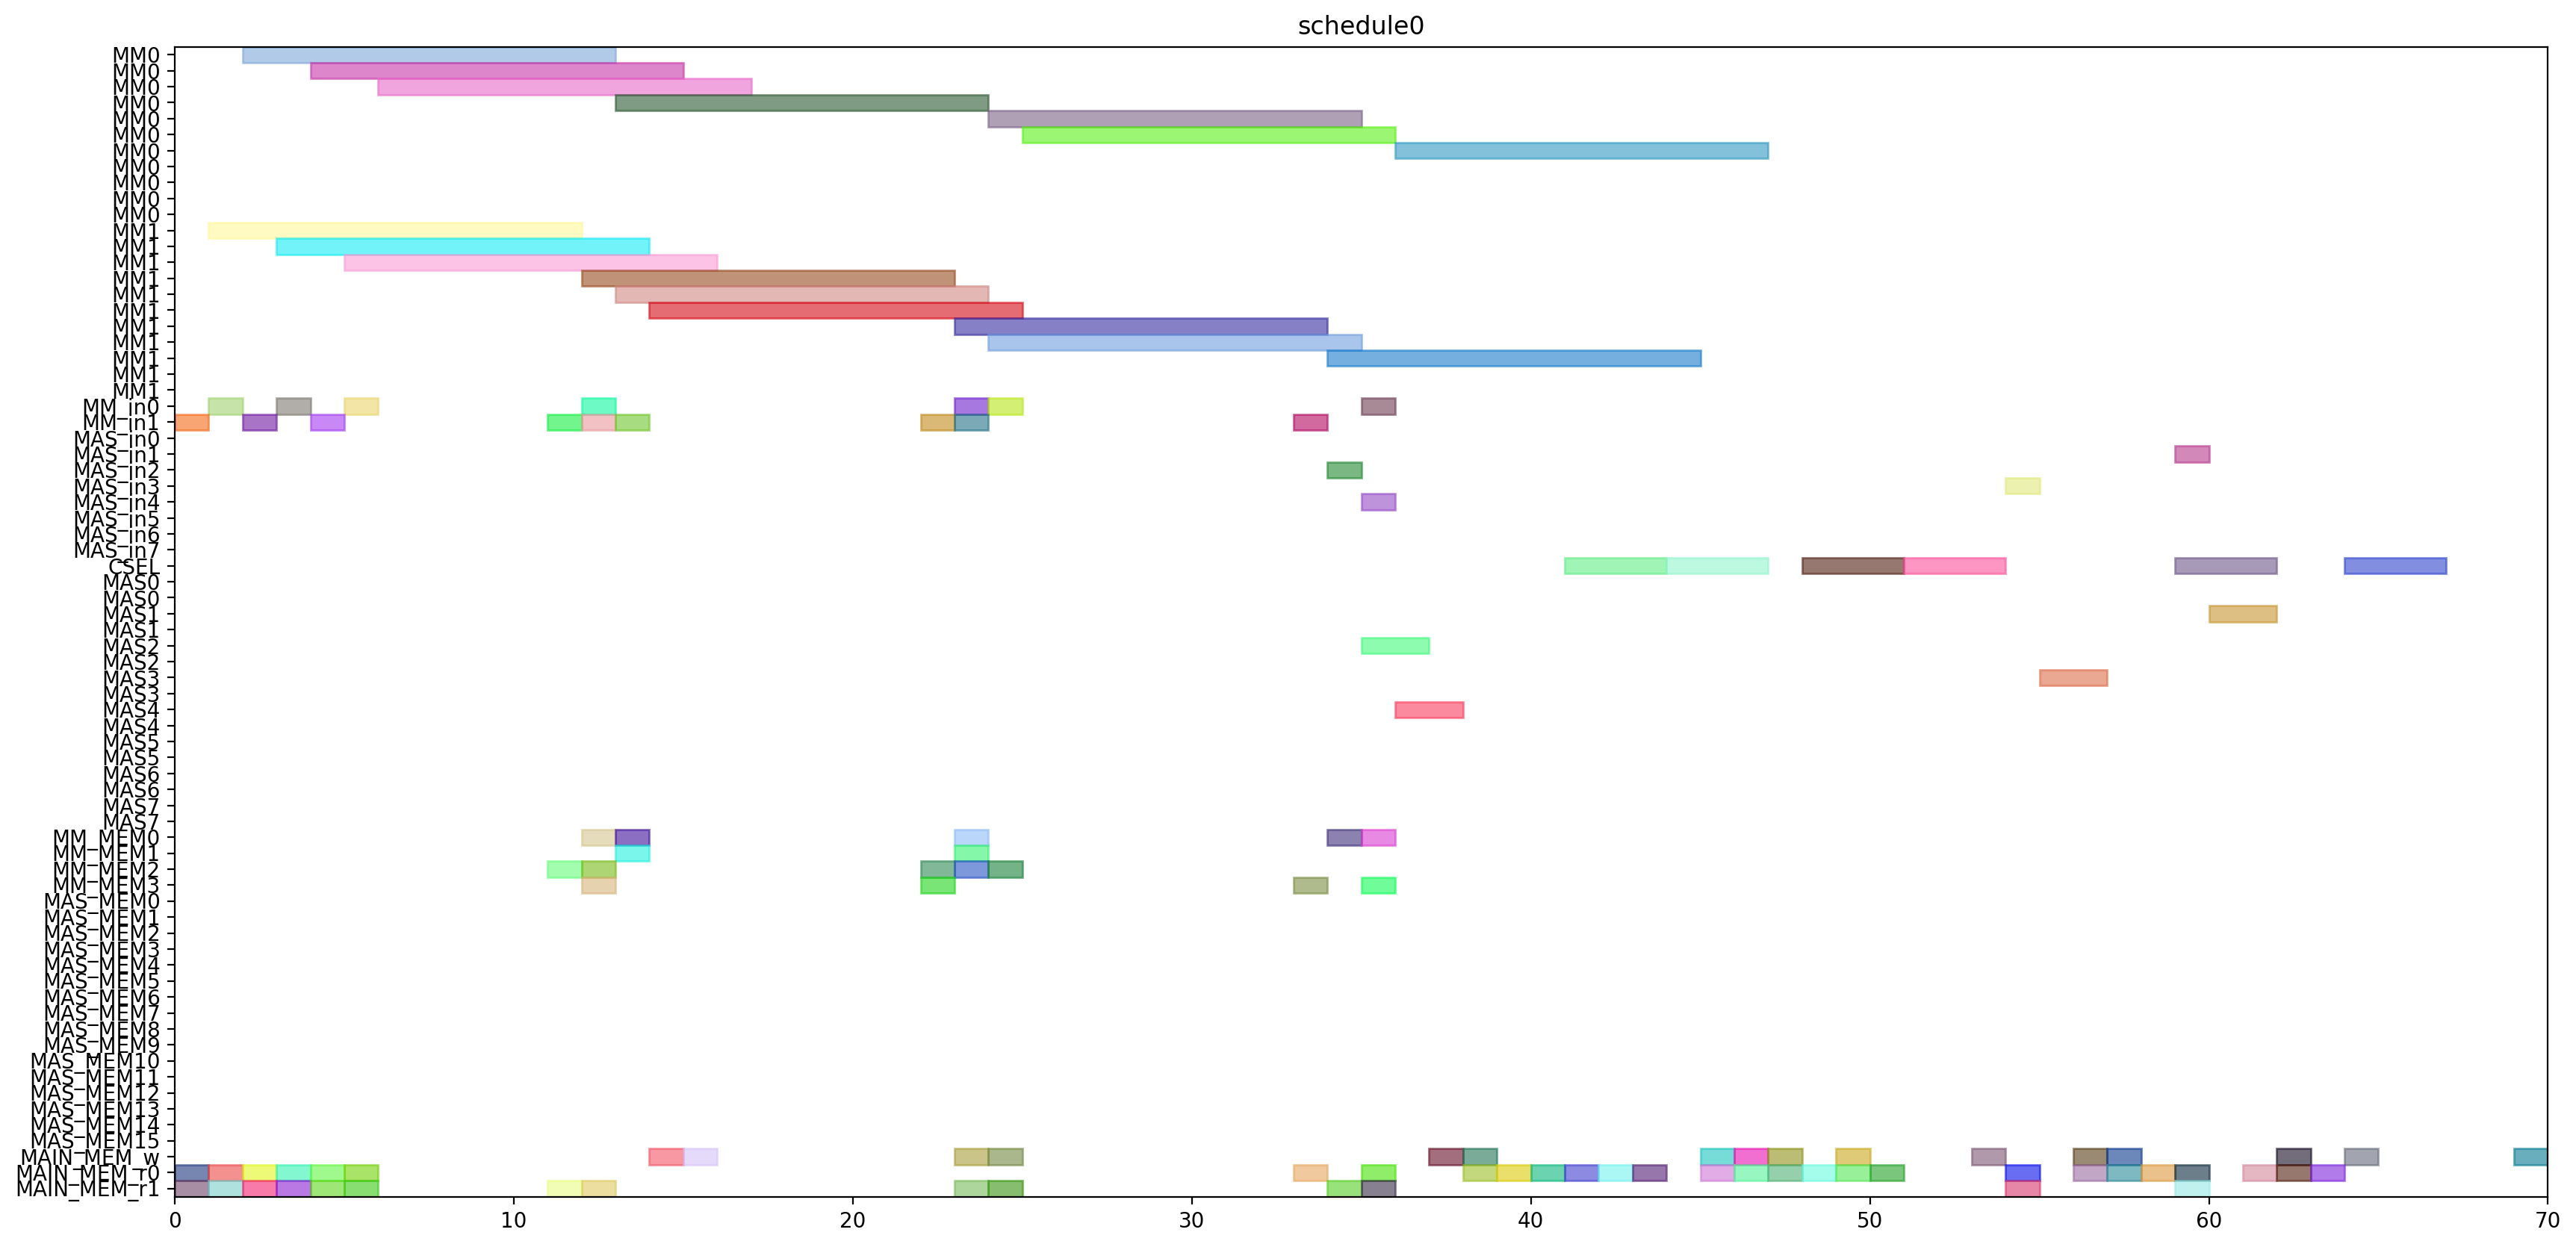 schedule0
MM0
MM0
MM0
MM0
MM0
MM0
MM0
MM0
MM0
MM0
MM0
MM1
MM1
MM1
MM1
MM1
MM1
MM1
MM1
MM1
MM1
MM1
MM_in0
MM_in1
MAS_in0
MAS_in1
MAS_in2
MAS_in3
MAS_in4
MAS_in5
MAS_in6
MAS_in7
CSEL
MAS0
MAS0
MAS1
MAS1
MAS2
MAS2
MAS3
MAS3
MAS4
MAS4
MAS5
MAS5
MAS6
MAS6
MAS7
MAS7
MM_MEM0
MM_MEM1
MM_MEM2
MM_MEM3
MAS_MEM0
MAS_MEM1
MAS_MEM2
MAS_MEM3
MAS_MEM4
MAS_MEM5
MAS_MEM6
MAS_MEM7
MAS_MEM8
MAS_MEM9
MAS_MEM10
MAS_MEM11
MAS_MEM12
MAS_MEM13
MAS_MEM14
MAS_MEM15
MAIN_MEM_w
MAIN_MEM_r0
MAIN_MEM_r1
0 10 20 30 40 50 60 70